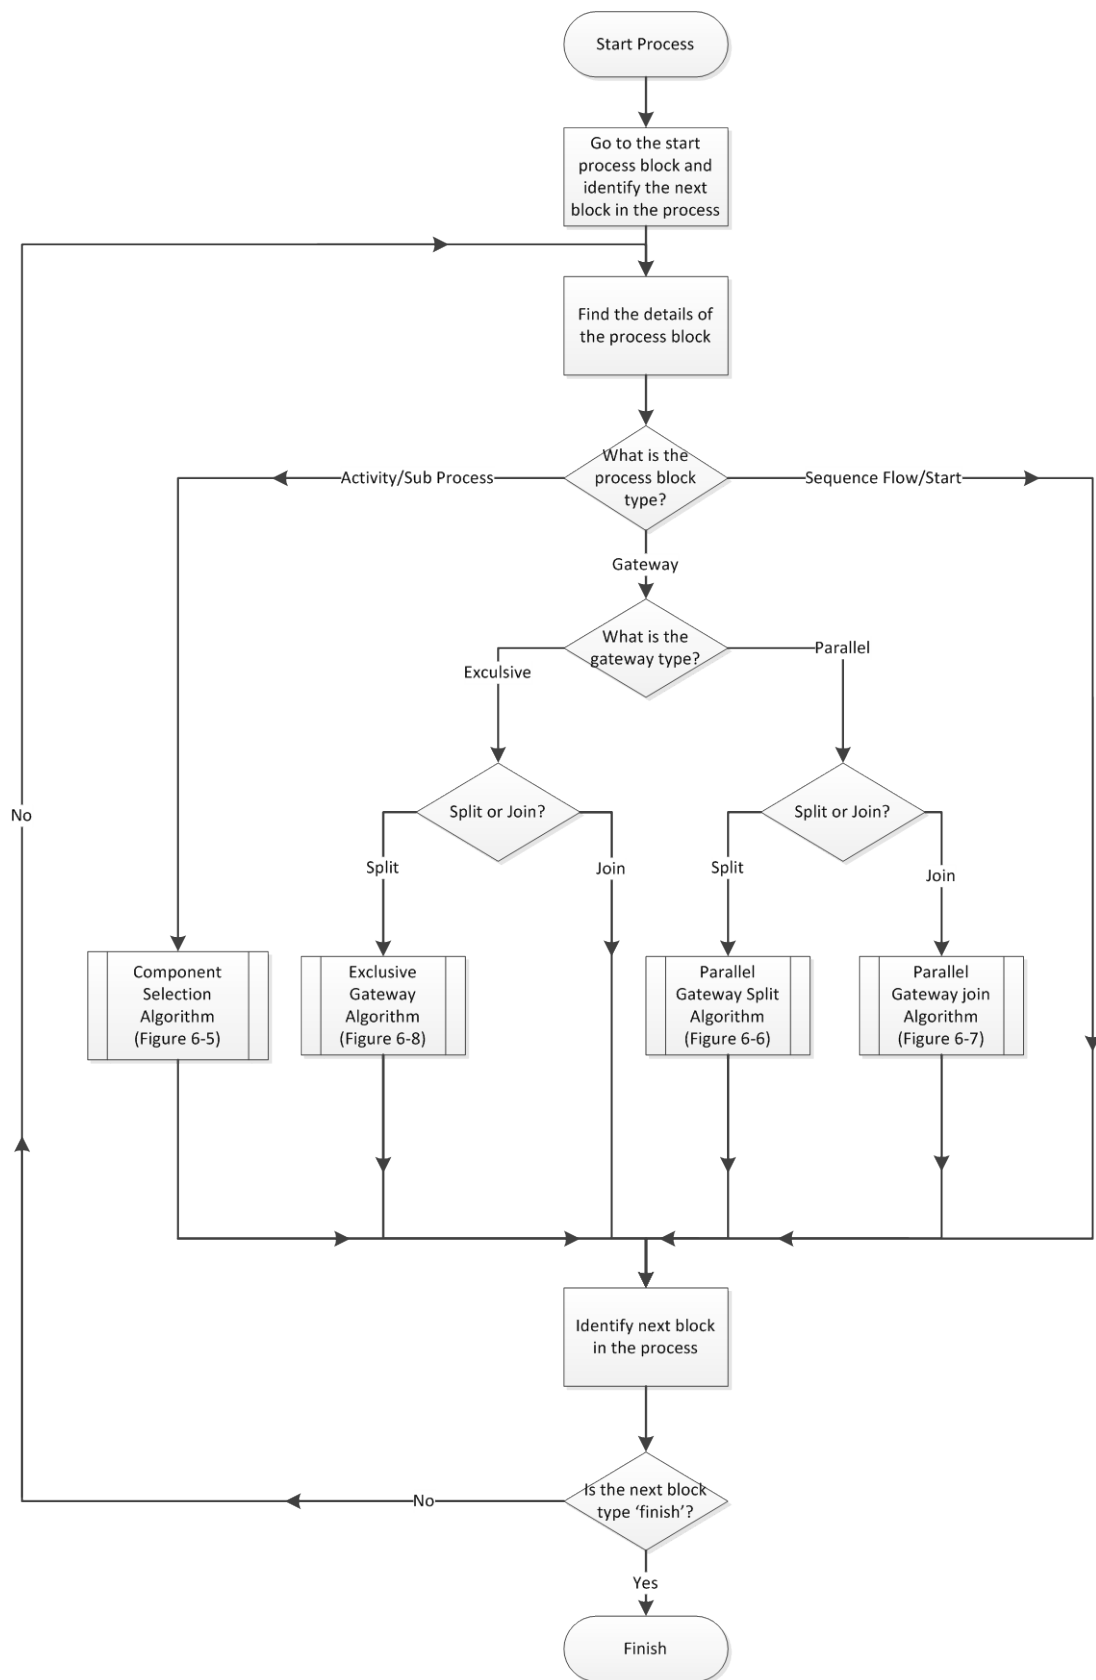 Start Process
Go to the start
process block and
identify the next
block in the process
Find the details of
the process block
What is the
process block
type?
Activity/Sub Process
Sequence Flow/Start
Gateway
What is the
gateway type?
Exculsive
Parallel
Split or Join?
Split or Join?
No
Split
Join
Split
Join
Component
Selection
Algorithm
(Figure 6-5)
Exclusive
Gateway
Algorithm
(Figure 6-8)
Parallel
Gateway Split
Algorithm
(Figure 6-6)
Parallel
Gateway join
Algorithm
(Figure 6-7)
Identify next block
in the process
Is the next block
type ‘finish’?
No
Yes
Finish